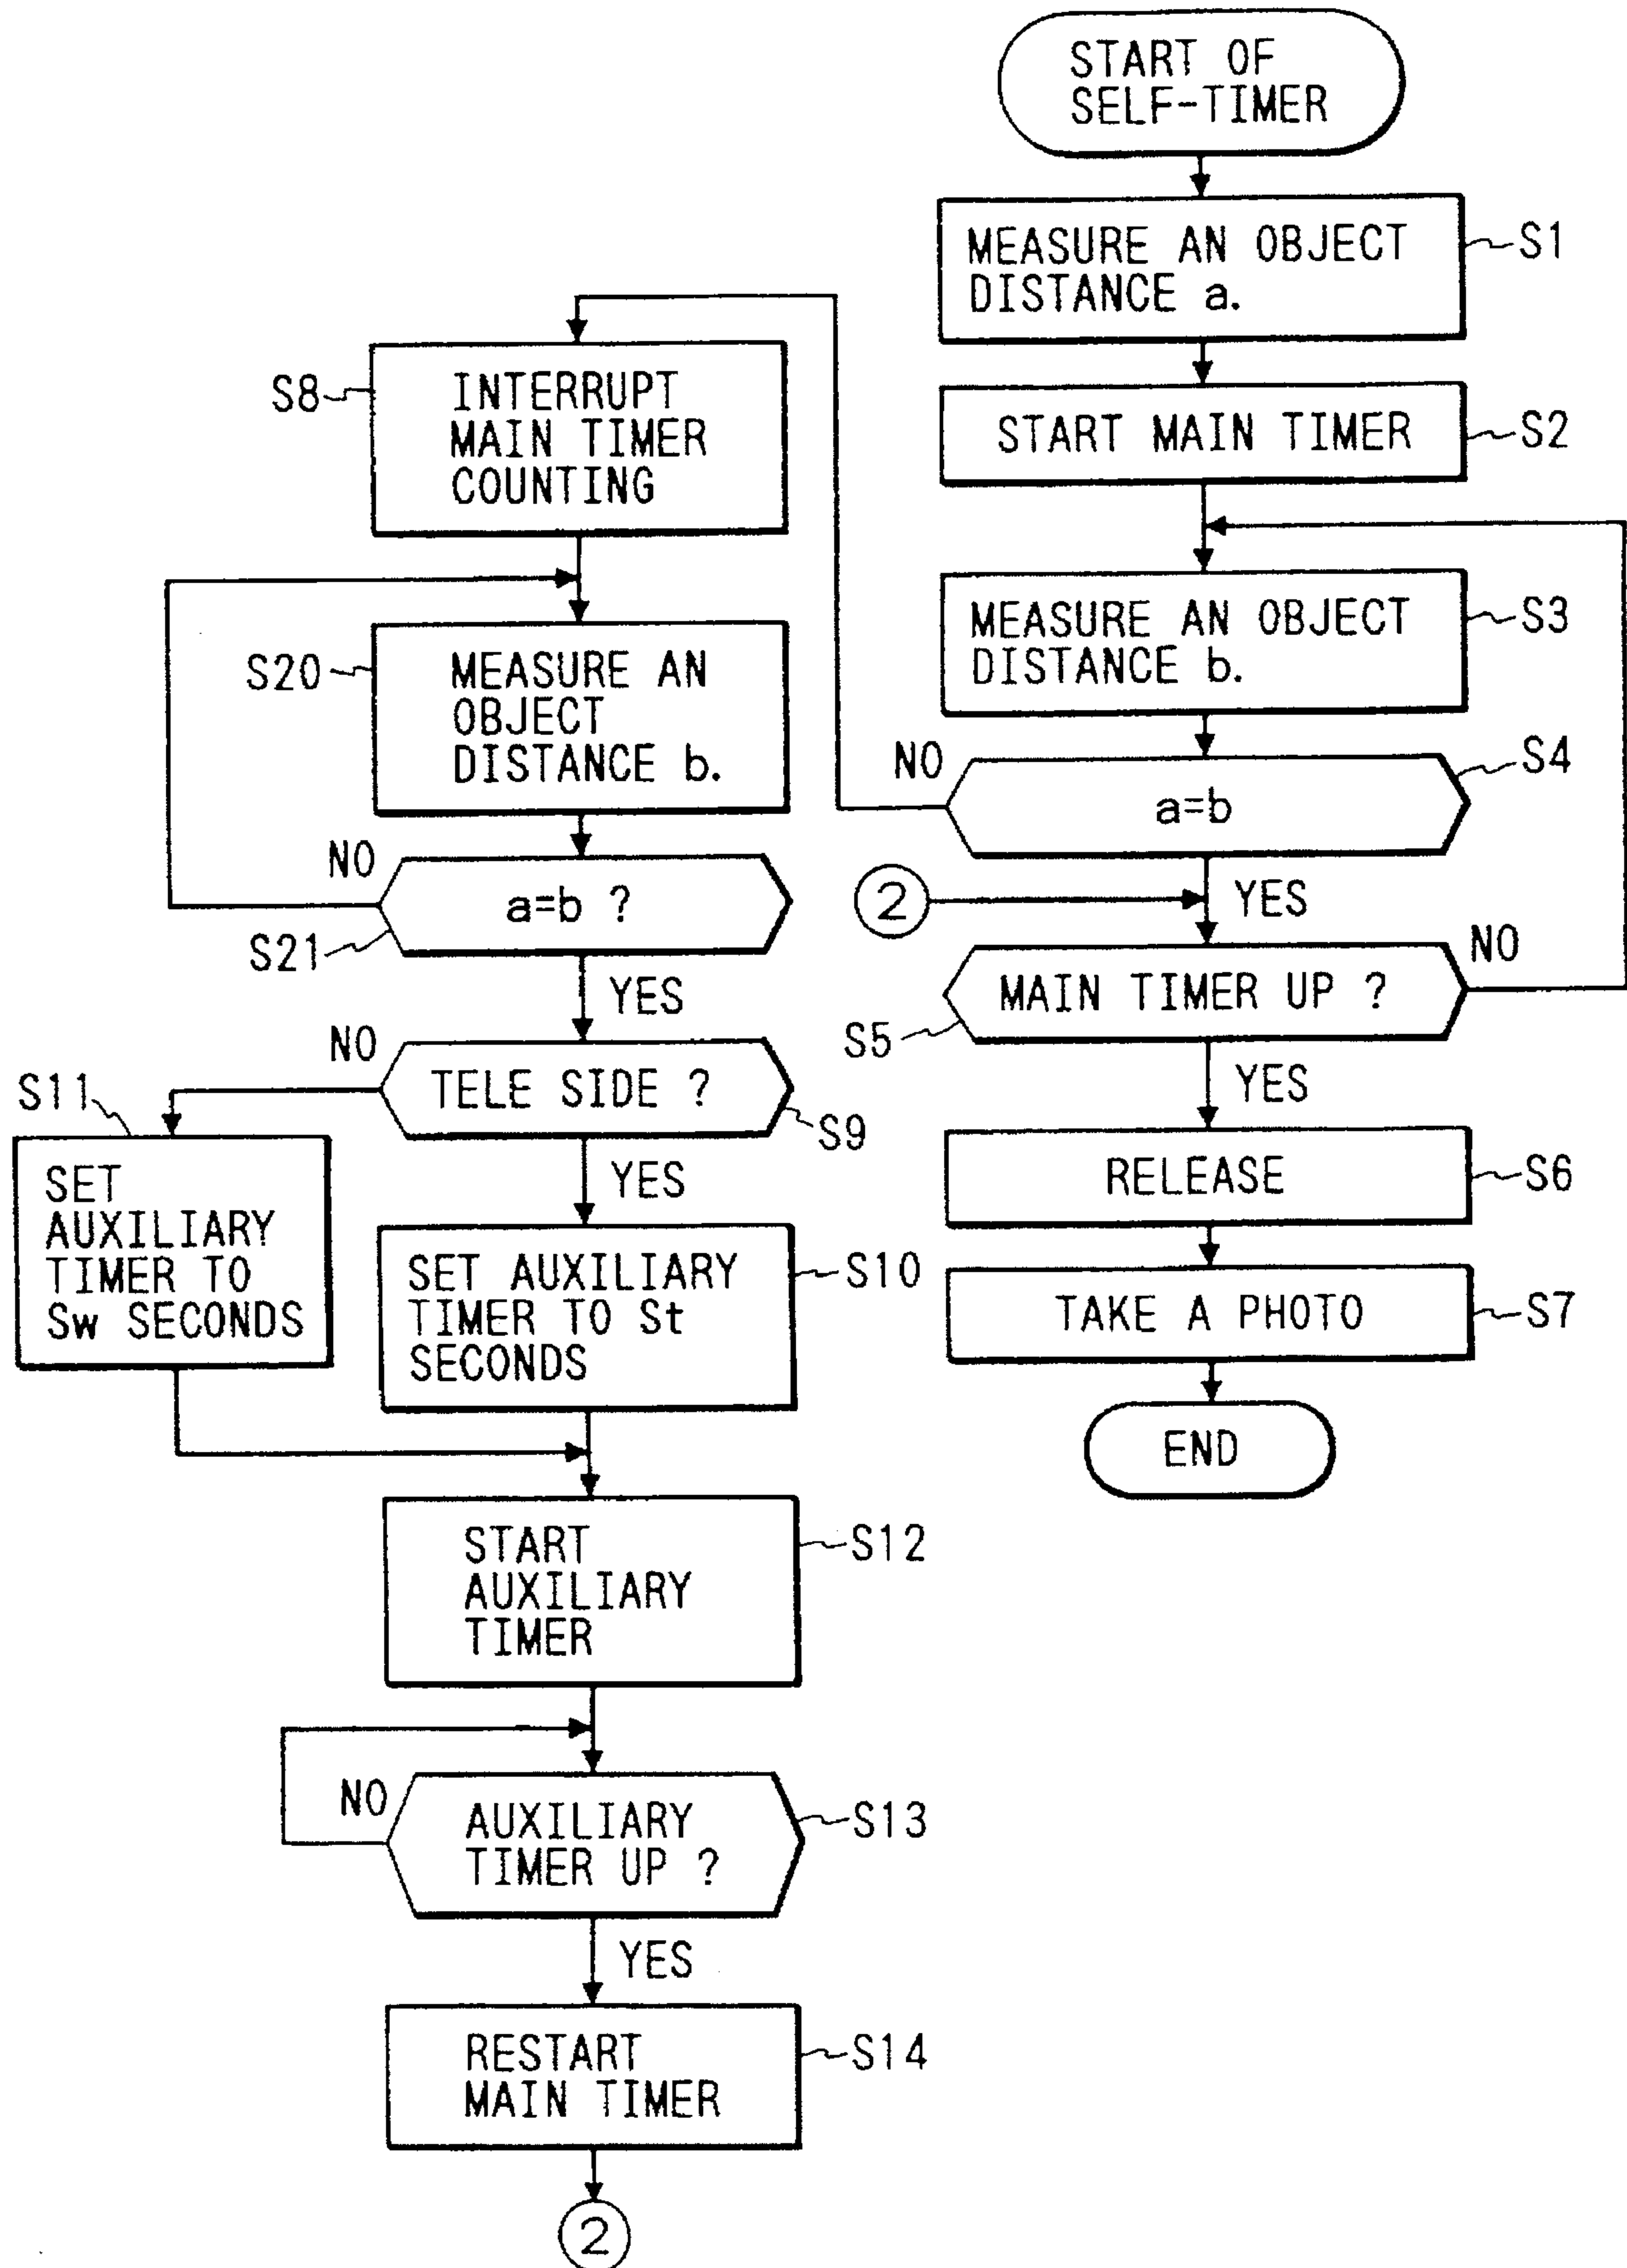 START OF
SELF-TIMER
MEASURE AN OBJECT
DISTANCE a.
S1
START MAIN TIMER
S2
MEASURE AN OBJECT
DISTANCE b.
S3
a=b
S4
NO
YES
2
MAIN TIMER UP ?
S5
NO
YES
RELEASE
S6
TAKE A PHOTO
S7
END
S8
INTERRUPT
MAIN TIMER
COUNTING
S20
MEASURE AN
OBJECT
DISTANCE b.
NO
a=b ?
S21
YES
NO
TELE SIDE ?
S9
YES
S11
SET
AUXILIARY
TIMER TO
Sw SECONDS
SET AUXILIARY
TIMER TO St
SECONDS
S10
START
AUXILIARY
TIMER
S12
NO
AUXILIARY
TIMER UP ?
S13
YES
RESTART
MAIN TIMER
S14
2